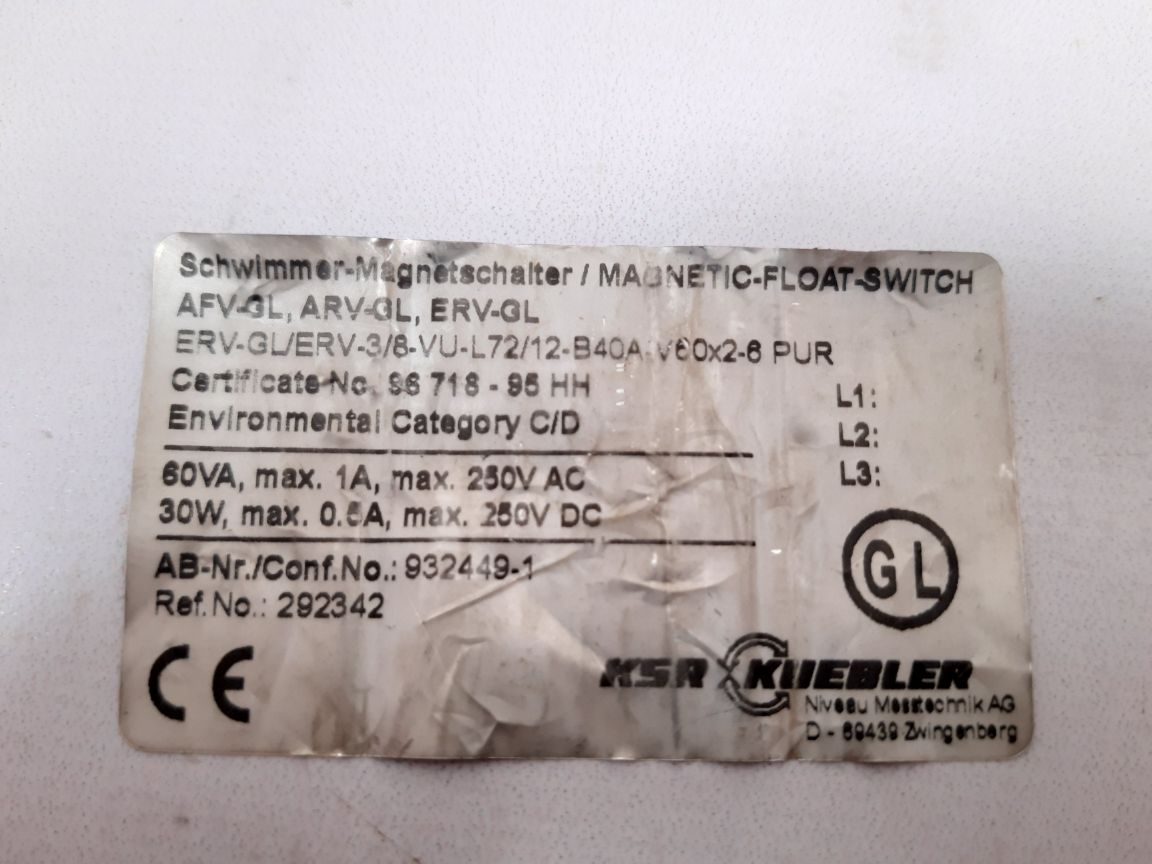 Schwimmer-Magnetschalter / MAGNETIC-FLOAT-SWITCH
AFV-GL, ARV-GL, ERV-GL
ERV-GL/ERV-3/8-VU-L72/12-B40A-V60x2-6 PUR
Certificate No. 96 718 - 95 HH
Environmental Category C/D
L1:
L2:
L3:
60VA, max. 1A, max. 250V AC
30W, max. 0.5A, max. 250V DC
AB-Nr./Conf.No.: 932449-1
Ref.No.: 292342
GL
CE
KSR KUEBLER
Niveau Messtechnik AG
D - 69439 Zwingenberg